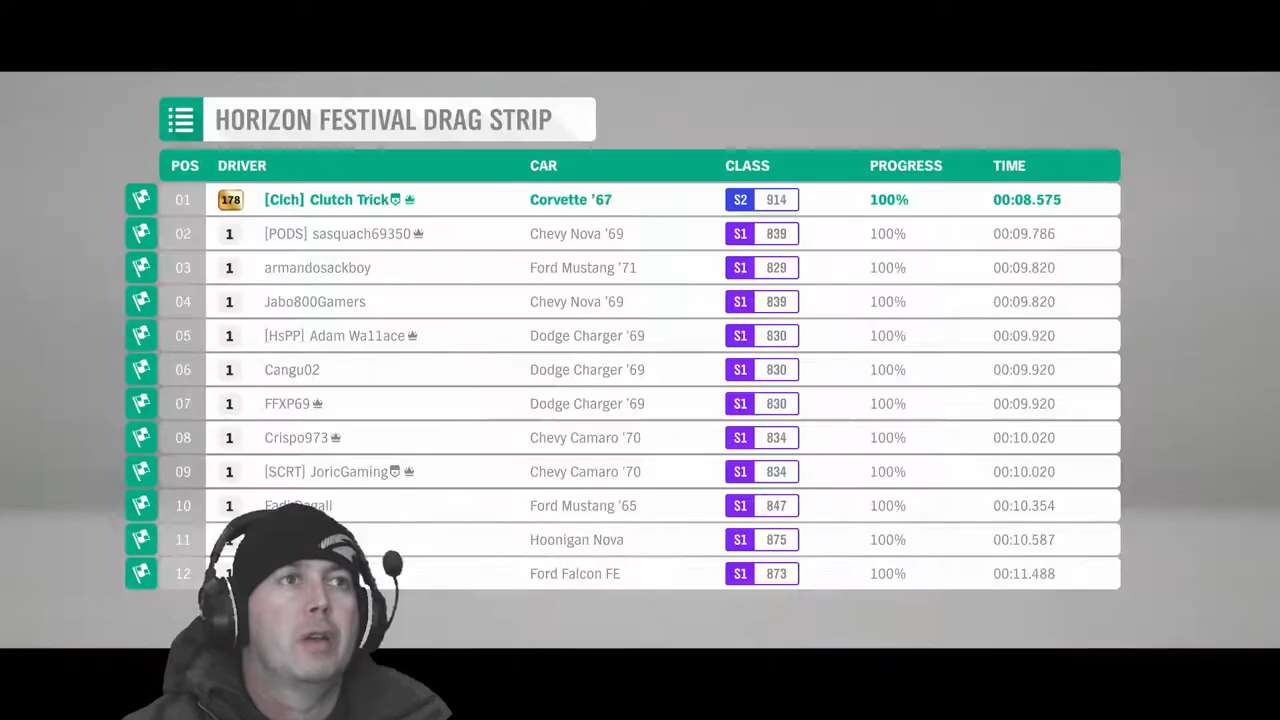 HORIZON FESTIVAL DRAG STRIP
POS DRIVER CAR CLASS PROGRESS TIME
01 178 [Clch] Clutch Trick Corvette '67 S2 914 100% 00:08.575
02 1 [PODS] sasquach69350 Chevy Nova '69 S1 839 100% 00:09.786
03 1 armandosackboy Ford Mustang '71 S1 829 100% 00:09.820
04 1 Jabo800Gamers Chevy Nova '69 S1 839 100% 00:09.820
05 1 [HsPP] Adam Wa11ace Dodge Charger '69 S1 830 100% 00:09.920
06 1 Cangu02 Dodge Charger '69 S1 830 100% 00:09.920
07 1 FFXP69 Dodge Charger '69 S1 830 100% 00:09.920
08 1 Crispo973 Chevy Camaro '70 S1 834 100% 00:10.020
09 1 [SCRT] JoricGaming Chevy Camaro '70 S1 834 100% 00:10.020
10 1 Ford Mustang '65 S1 847 100% 00:10.354
11 Hoonigan Nova S1 875 100% 00:10.587
12 Ford Falcon FE S1 873 100% 00:11.488